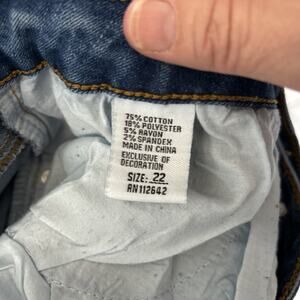 75% COTTON
18% POLYESTER
5% RAYON
2% SPANDEX
MADE IN CHINA
EXCLUSIVE OF
DECORATION
SIZE: 22
RN112642